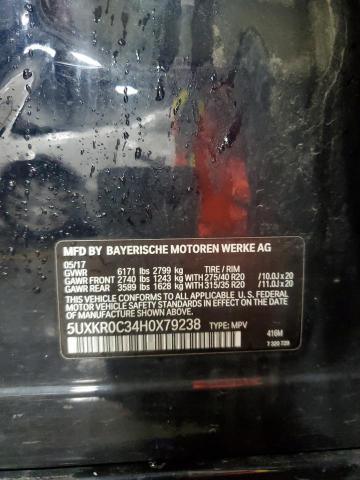 MFD BY BAYERISCHE MOTOREN WERKE AG
05/17
GVWR 6171 lbs 2799 kg TIRE / RIM
GAWR FRONT 2740 lbs 1243 kg WITH 275/40 R20 /10.0J x 20
GAWR REAR 3589 lbs 1628 kg WITH 315/35 R20 /11.0J x 20
THIS VEHICLE CONFORMS TO ALL APPLICABLE U.S. FEDERAL
MOTOR VEHICLE SAFETY STANDARDS IN EFFECT ON THE DATE OF
MANUFACTURE SHOWN ABOVE.
5UXKR0C34H0X79238 TYPE: MPV 416M
7 320 729